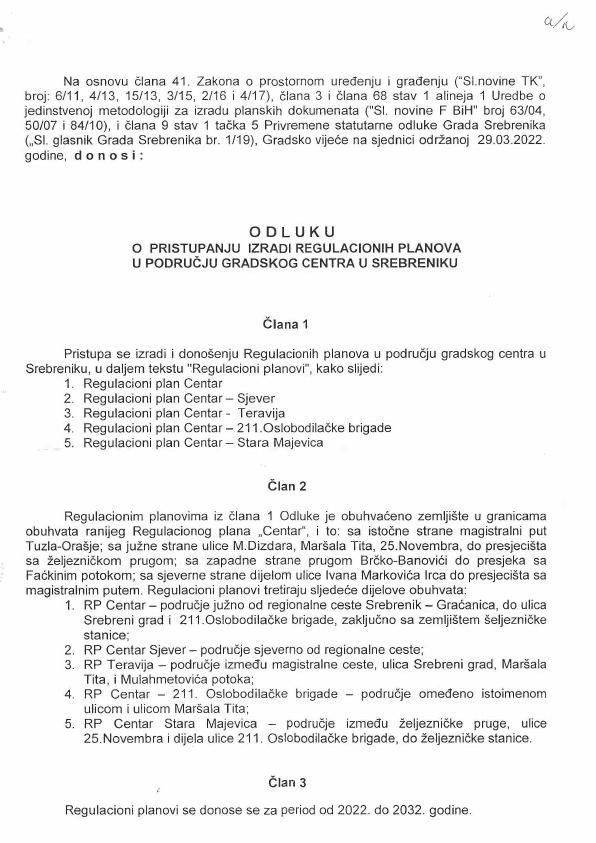 a/a
Na osnovu člana 41. Zakona o prostornom uređenju i građenju ("Sl.novine TK",
broj: 6/11, 4/13, 15/13, 3/15, 2/16 i 4/17), člana 3 i člana 68 stav 1 alineja 1 Uredbe o
jedinstvenoj metodologiji za izradu planskih dokumenata ("Sl. novine F BiH" broj 63/04,
50/07 i 84/10), i člana 9 stav 1 tačka 5 Privremene statutarne odluke Grada Srebrenika
(„Sl. glasnik Grada Srebrenika br. 1/19), Gradsko vijeće na sjednici održanoj 29.03.2022.
godine, d o n o s i :
O D L U K U
O PRISTUPANJU IZRADI REGULACIONIH PLANOVA
U PODRUČJU GRADSKOG CENTRA U SREBRENIKU
Člana 1
Pristupa se izradi i donošenju Regulacionih planova u području gradskog centra u
Srebreniku, u daljem tekstu "Regulacioni planovi", kako slijedi:
1. Regulacioni plan Centar
2. Regulacioni plan Centar – Sjever
3. Regulacioni plan Centar - Teravija
4. Regulacioni plan Centar – 211.Oslobodilačke brigade
5. Regulacioni plan Centar – Stara Majevica
Član 2
Regulacionim planovima iz člana 1 Odluke je obuhvaćeno zemljište u granicama
obuhvata ranijeg Regulacionog plana „Centar“, i to: sa istočne strane magistralni put
Tuzla-Orašje; sa južne strane ulice M.Dizdara, Maršala Tita, 25.Novembra, do presjecišta
sa željezničkom prugom; sa zapadne strane prugom Brčko-Banovići do presjeka sa
Faćkinim potokom; sa sjeverne strane dijelom ulice Ivana Markovića Irca do presjecišta sa
magistralnim putem. Regulacioni planovi tretiraju sljedeće dijelove obuhvata:
1. RP Centar – područje južno od regionalne ceste Srebrenik – Graćanica, do ulica
Srebreni grad i 211.Oslobodilačke brigade, zaključno sa zemljištem šeljezničke
stanice;
2. RP Centar Sjever – područje sjeverno od regionalne ceste;
3. RP Teravija – područje između magistralne ceste, ulica Srebreni grad, Maršala
Tita, i Mulahmetovića potoka;
4. RP Centar – 211. Oslobodilačke brigade – područje omeđeno istoimenom
ulicom i ulicom Maršala Tita;
5. RP Centar Stara Majevica – područje između željezničke pruge, ulice
25.Novembra i dijela ulice 211. Oslobodilačke brigade, do željezničke stanice.
Član 3
Regulacioni planovi se donose se za period od 2022. do 2032. godine.